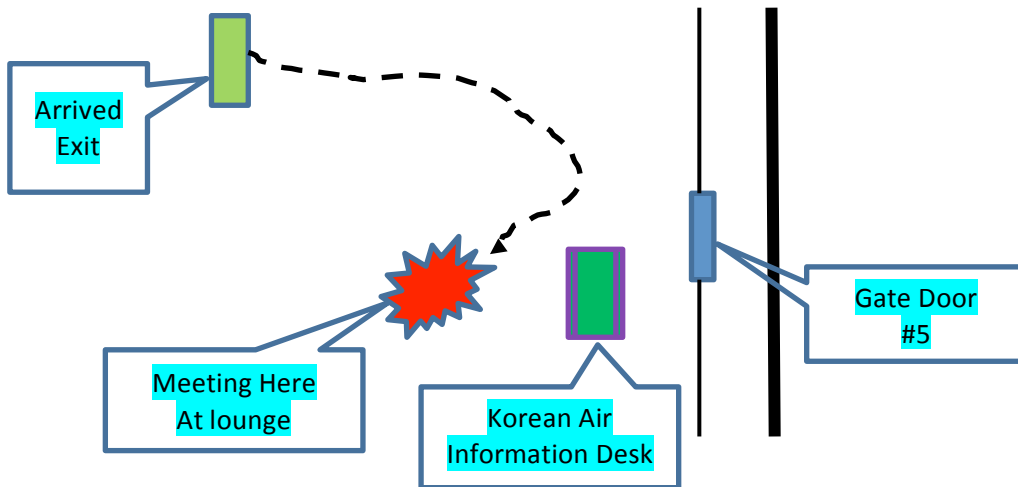 Arrived
Exit
Gate Door
#5
Meeting Here
At lounge
Korean Air
Information Desk